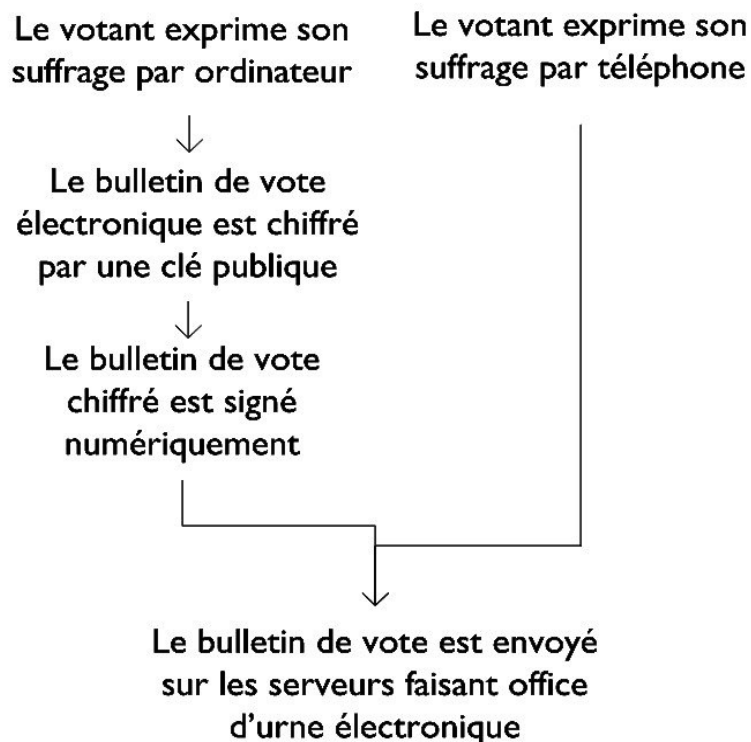 Le votant exprime son
suffrage par ordinateur
Le votant exprime son
suffrage par téléphone
Le bulletin de vote
électronique est chiffré
par une clé publique
Le bulletin de vote
chiffré est signé
numériquement
Le bulletin de vote est envoyé
sur les serveurs faisant office
d'urne électronique